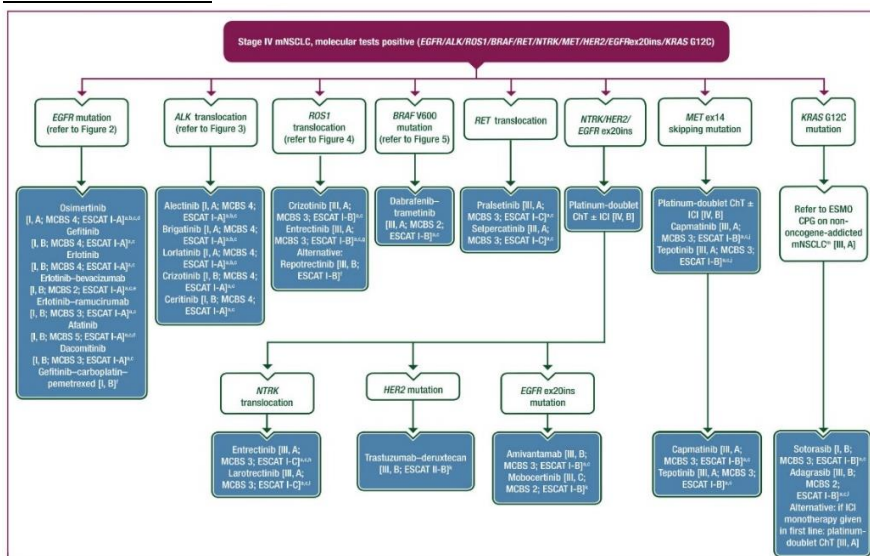 Stage IV mNSCLC, molecular tests positive (EGFR/ALK/ROS1/BRAF/RET/NTRK/MET/HER2/EGFRex20ins/KRAS G12C)
EGFR mutation
(refer to Figure 2)
ALK translocation
(refer to Figure 3)
ROS1
translocation
(refer to Figure 4)
BRAF V600
mutation
(refer to Figure 5)
RET translocation
NTRK/HER2/
EGFR ex20ins
MET ex14
skipping mutation
KRAS G12C
mutation
Osimertinib
[I, A; MCBS 4; ESCAT I-A]
Gefitinib
[I, B; MCBS 4; ESCAT I-A]
Erlotinib
[I, B; MCBS 4; ESCAT I-A]
Erlotinib–bevacizumab
[I, B; MCBS 2; ESCAT I-A]
Erlotinib–ramucirumab
[I, B; MCBS 3; ESCAT I-A]
Afatinib
[I, B; MCBS 5; ESCAT I-A]
Dacomitinib
[I, B; MCBS 3; ESCAT I-A]
Gefitinib–carboplatin–
pemetrexed [I, B]
Alectinib [I, A; MCBS 4;
ESCAT I-A]
Brigatinib [I, A; MCBS 4;
ESCAT I-A]
Lorlatinib [I, A; MCBS 4;
ESCAT I-A]
Crizotinib [I, B; MCBS 4;
ESCAT I-A]
Ceritinib [I, B; MCBS 4;
ESCAT I-A]
Crizotinib [III, A;
MCBS 3; ESCAT I-B]
Entrectinib [III, A;
MCBS 3; ESCAT I-B]
Alternative:
Repotrectinib [III, B;
ESCAT I-B]
Dabrafenib–
trametinib
[III, A; MCBS 2;
ESCAT I-B]
Pralsetinib [III, A;
MCBS 3; ESCAT I-C]
Selpercatinib [III, A;
MCBS 3; ESCAT I-C]
Platinum-doublet
ChT ± ICI [IV, B]
Platinum-doublet ChT ±
ICI [IV, B]
Capmatinib [III, A;
MCBS 3; ESCAT I-B]
Tepotinib [III, A; MCBS 3;
ESCAT I-B]
Refer to ESMO
CPG on non-
oncogene-addicted
mNSCLC [III, A]
NTRK
translocation
HER2 mutation
EGFR ex20ins
mutation
Entrectinib [III, A;
MCBS 3; ESCAT I-C]
Larotrectinib [III, A;
MCBS 3; ESCAT I-C]
Trastuzumab–deruxtecan
[III, B; ESCAT II-B]
Amivantamab [III, B;
MCBS 3; ESCAT I-B]
Mobocertinib [III, C;
MCBS 2; ESCAT I-B]
Capmatinib [III, A;
MCBS 3; ESCAT I-B]
Tepotinib [III, A; MCBS 3;
ESCAT I-B]
Sotorasib [I, B;
MCBS 3; ESCAT I-B]
Adagrasib [III, B;
MCBS 2;
ESCAT I-B]
Alternative: if ICI
monotherapy given
in first line: platinum-
doublet ChT [III, A]